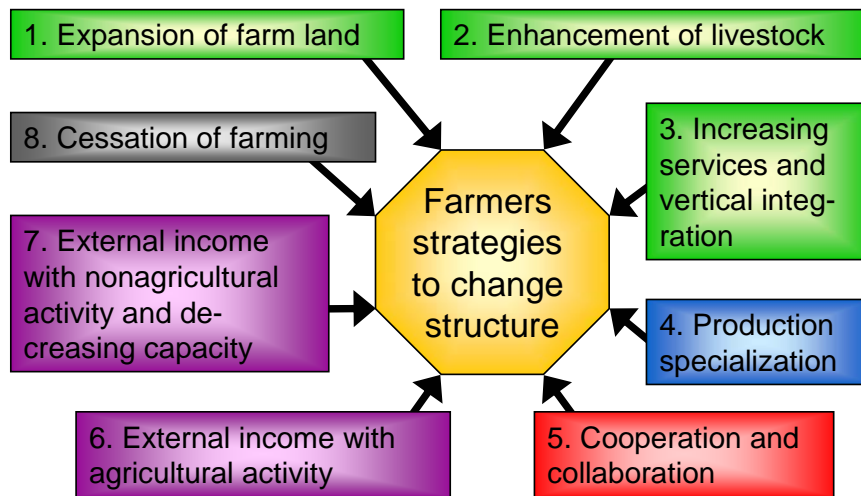 1. Expansion of farm land
2. Enhancement of livestock
8. Cessation of farming
3. Increasing
services and
vertical integ-
ration
Farmers
strategies
to change
structure
7. External income
with nonagricultural
activity and de-
creasing capacity
4. Production
specialization
6. External income with
agricultural activity
5. Cooperation and
collaboration